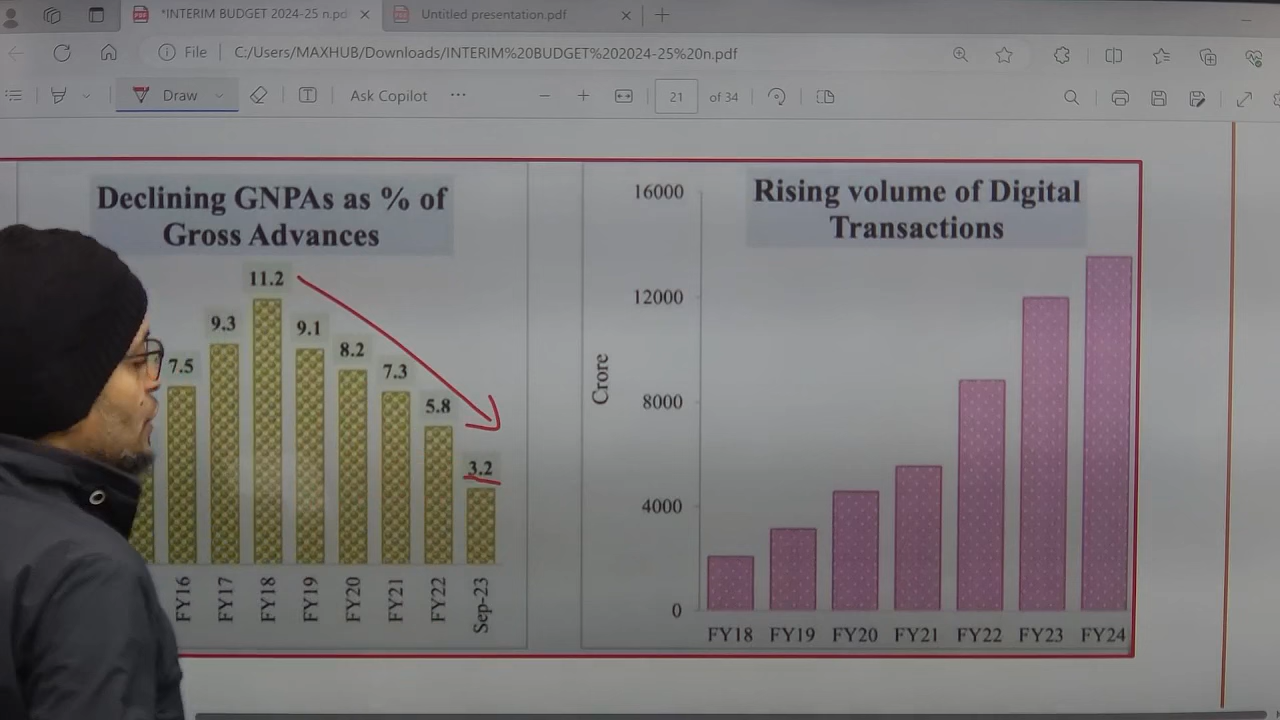 *INTERIM BUDGET 2024-25 n.pd
Untitled presentation.pdf
File
C:/Users/MAXHUB/Downloads/INTERIM%20BUDGET%202024-25%20n.pdf
Draw
Ask Copilot
21
of 34
Declining GNPAs as % of
Gross Advances
7.5
9.3
11.2
9.1
8.2
7.3
5.8
3.2
FY16
FY17
FY18
FY19
FY20
FY21
FY22
Sep-23
Rising volume of Digital
Transactions
Crore
16000
12000
8000
4000
0
FY18
FY19
FY20
FY21
FY22
FY23
FY24